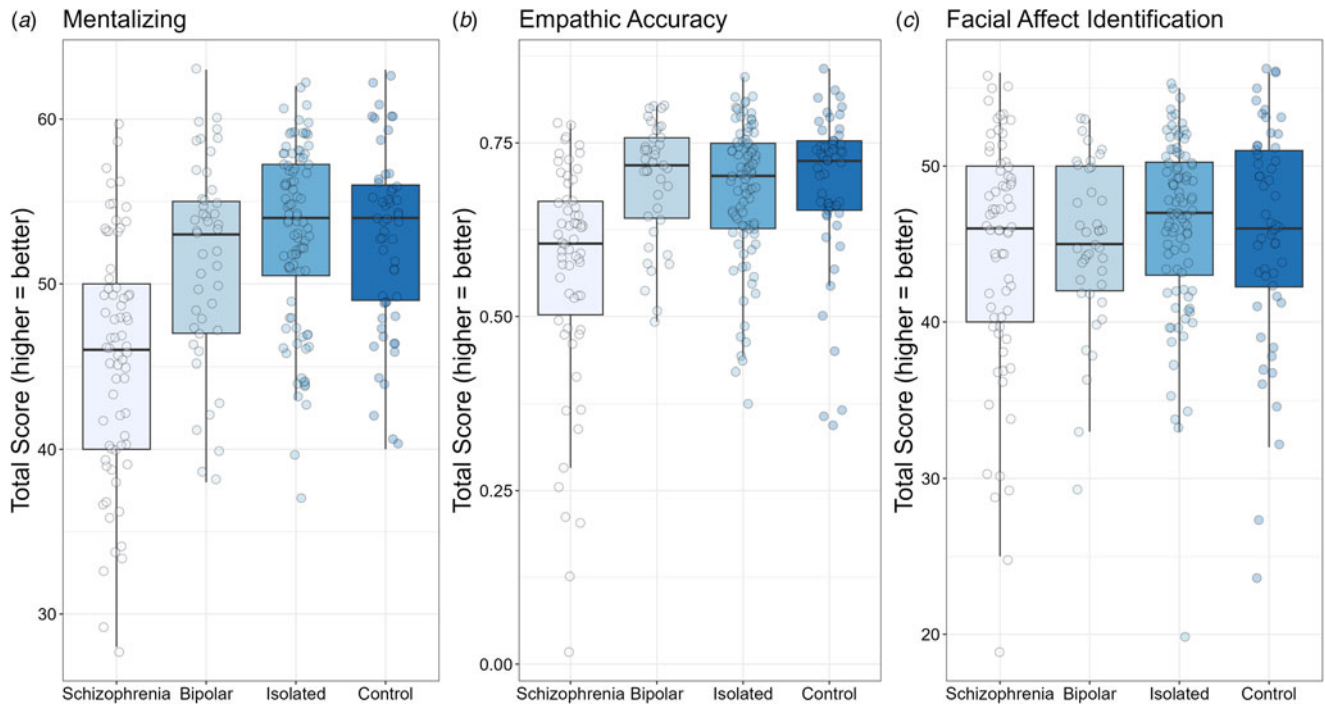 (a) Mentalizing
Total Score (higher = better)
60
50
40
30
Schizophrenia Bipolar Isolated Control
(b) Empathic Accuracy
Total Score (higher = better)
0.75
0.50
0.25
0.00
Schizophrenia Bipolar Isolated Control
(c) Facial Affect Identification
Total Score (higher = better)
50
40
30
20
Schizophrenia Bipolar Isolated Control